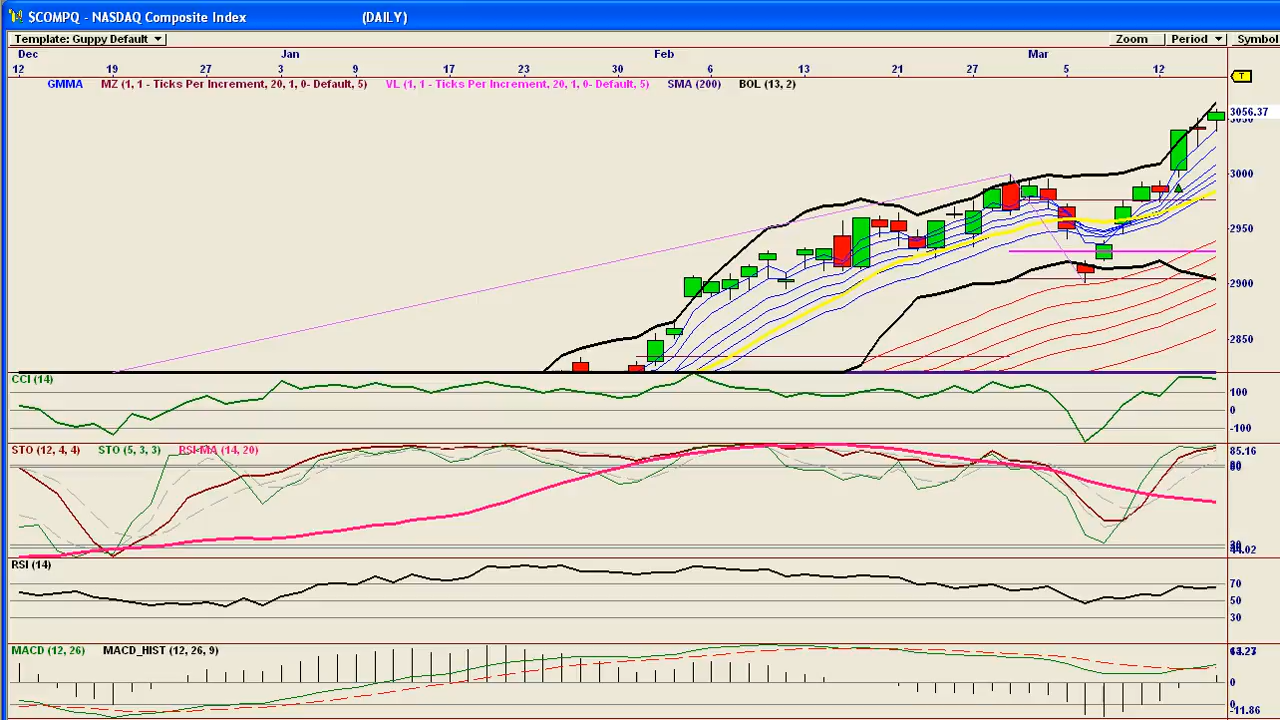 $COMPQ - NASDAQ Composite Index (DAILY)
Template: Guppy Default Zoom Period Symbol
Dec Jan Feb Mar
12 19 27 3 9 17 23 30 6 13 21 27 5 12
GMMA MZ (1, 1 - Ticks Per Increment, 20, 1, 0- Default, 5) VL (1, 1 - Ticks Per Increment, 20, 1, 0- Default, 5) SMA (200) BOL (13, 2)
T
3056.37
3050
3000
2950
2900
2850
CCI (14)
100
0
-100
STO (12, 4, 4) STO (5, 3, 3) RSI-MA (14, 20)
85.16
80
20
RSI (14)
70
50
30
MACD (12, 26) MACD_HIST (12, 26, 9)
0
0
-11.86